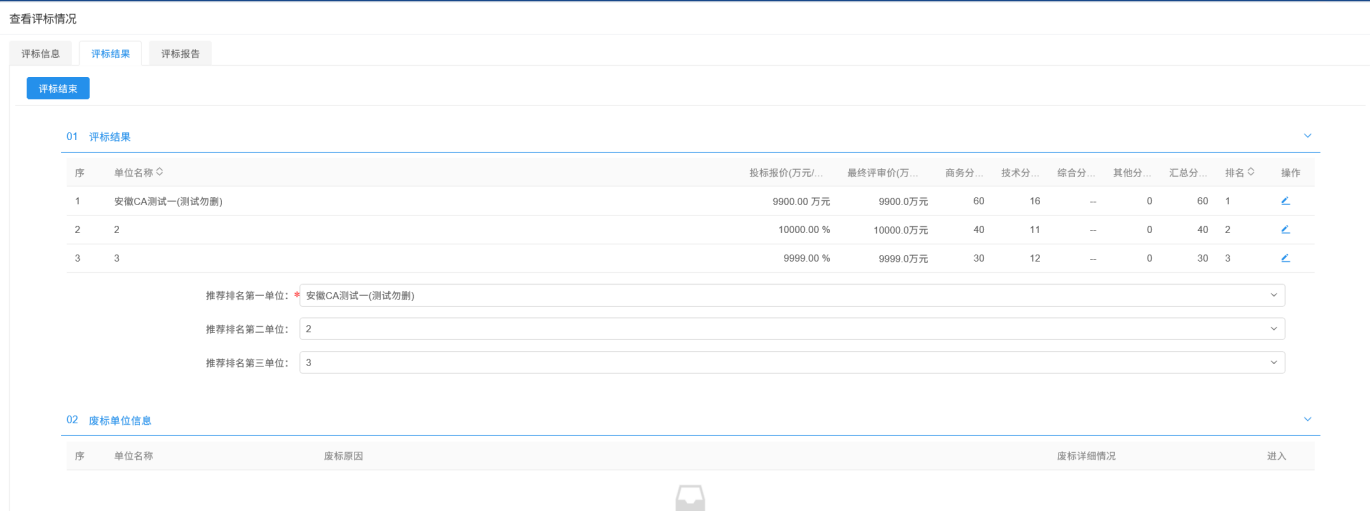 查看评标情况
评标信息 评标结果 评标报告
评标结束
01 评标结果
序 单位名称 投标报价(万元/... 最终评审价(万... 商务分... 技术分... 综合分... 其他分... 汇总分... 排名 操作
1 安徽CA测试一(测试勿删) 9900.00 万元 9900.0万元 60 16 -- 0 60 1
2 2 10000.00 % 10000.0万元 40 11 -- 0 40 2
3 3 9999.00 % 9999.0万元 30 12 -- 0 30 3
推荐排名第一单位: * 安徽CA测试一(测试勿删)
推荐排名第二单位: 2
推荐排名第三单位: 3
02 废标单位信息
序 单位名称 废标原因 废标详细情况 进入